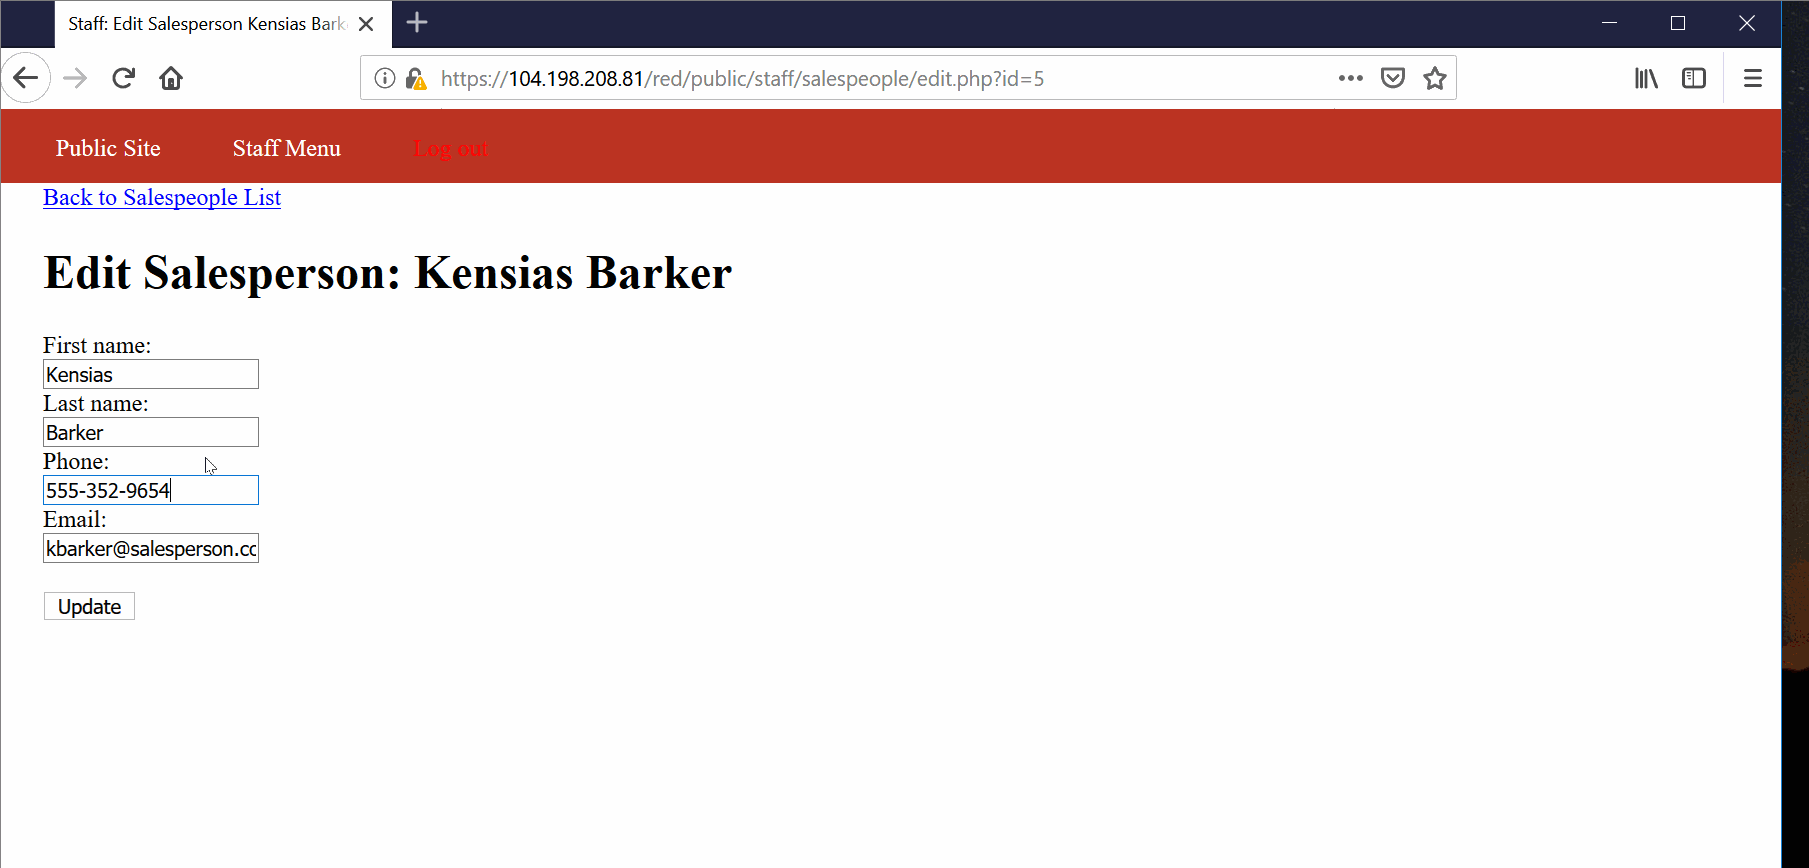 Staff: Edit Salesperson Kensias Bark
https://104.198.208.81/red/public/staff/salespeople/edit.php?id=5
Public Site Staff Menu Log out
Back to Salespeople List
Edit Salesperson: Kensias Barker
First name:
Kensias
Last name:
Barker
Phone:
555-352-9654
Email:
kbarker@salesperson.co
Update